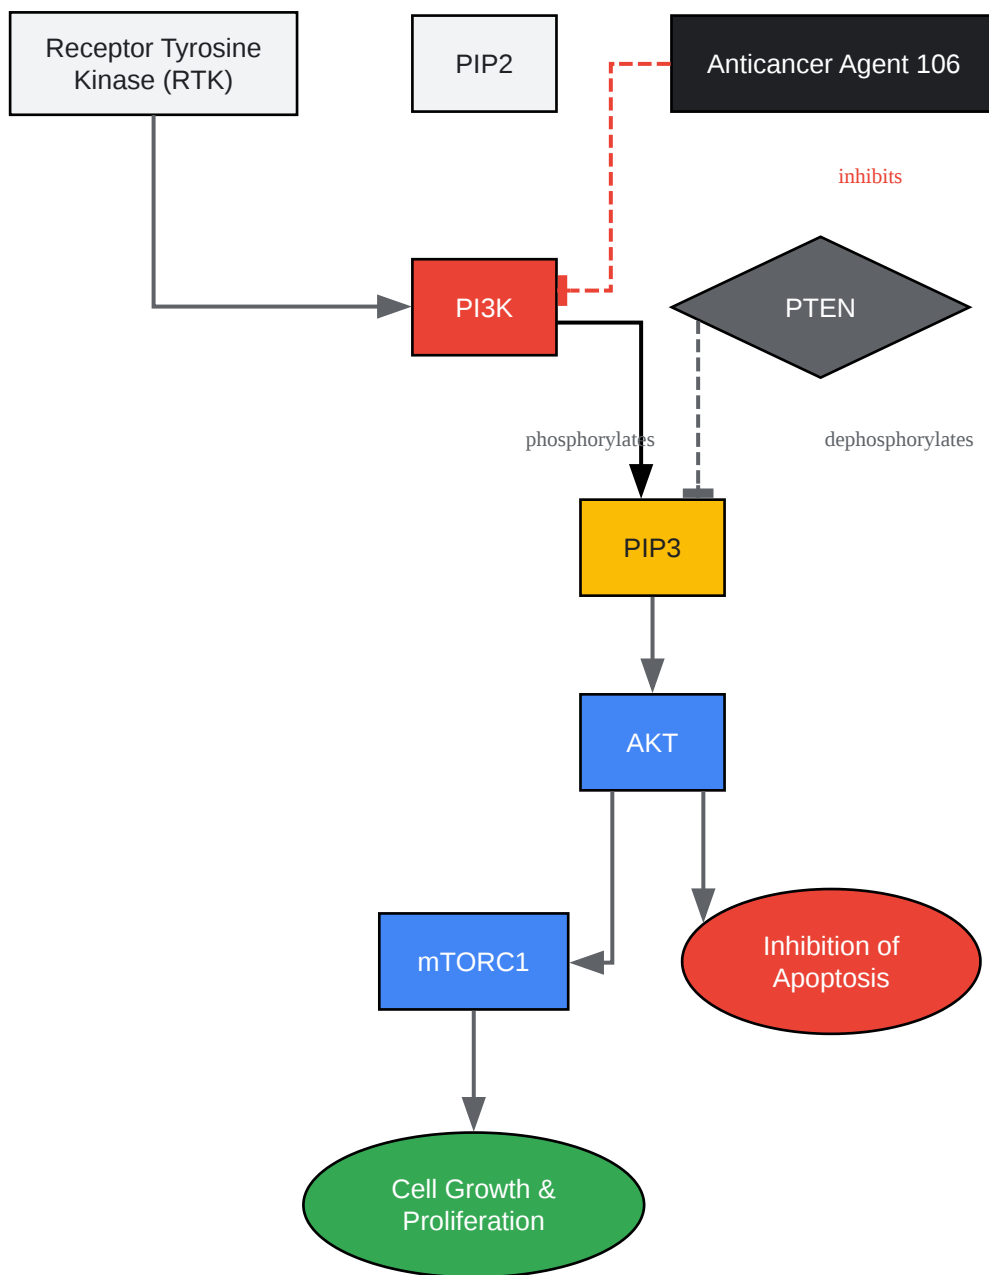 Receptor Tyrosine
Kinase (RTK)
PIP2
Anticancer Agent 106
inhibits
PI3K
PTEN
phosphorylates
dephosphorylates
PIP3
AKT
mTORC1
Inhibition of
Apoptosis
Cell Growth &
Proliferation